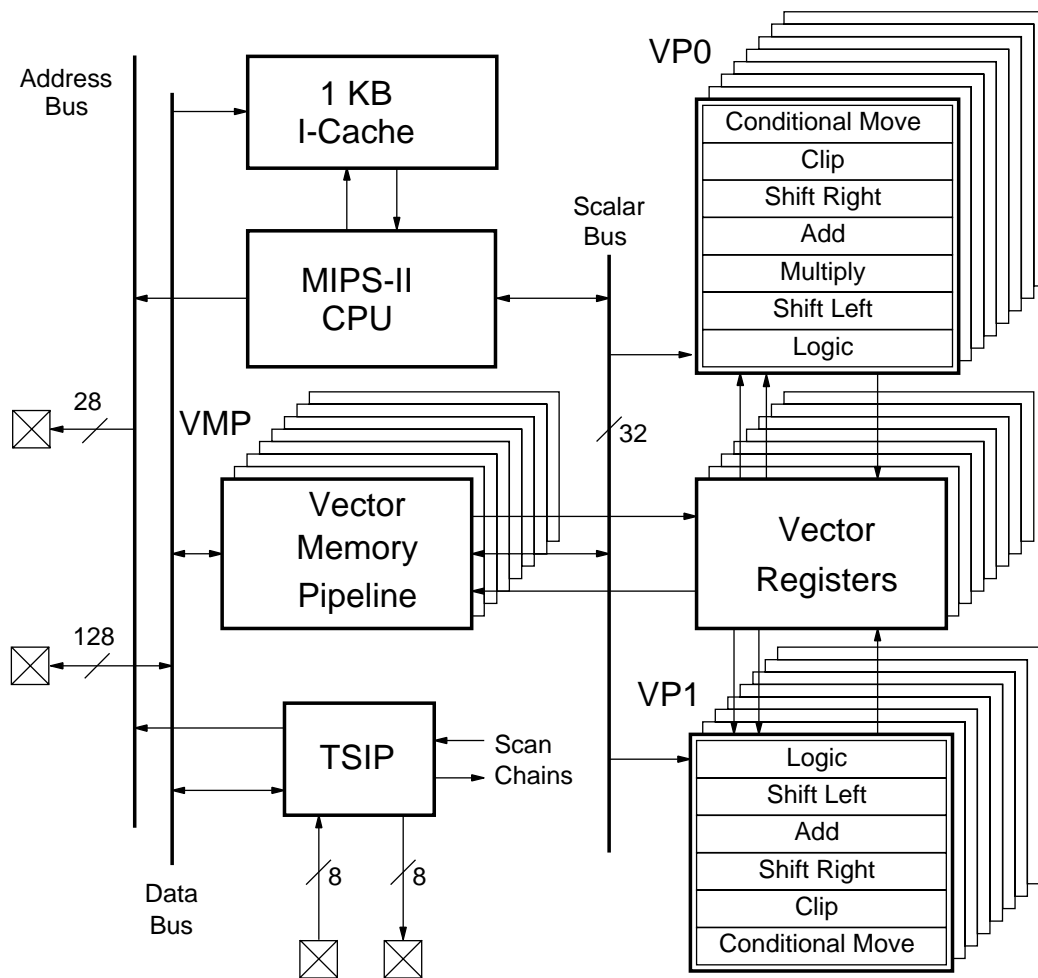 Address
Bus
1 KB
I-Cache
VP0
Conditional Move
Clip
Shift Right
Add
Multiply
Shift Left
Logic
Scalar
Bus
MIPS-II
CPU
28
VMP
32
Vector
Memory
Pipeline
Vector
Registers
128
VP1
TSIP
Scan
Chains
Logic
Shift Left
Add
Shift Right
Clip
Conditional Move
8
8
Data
Bus